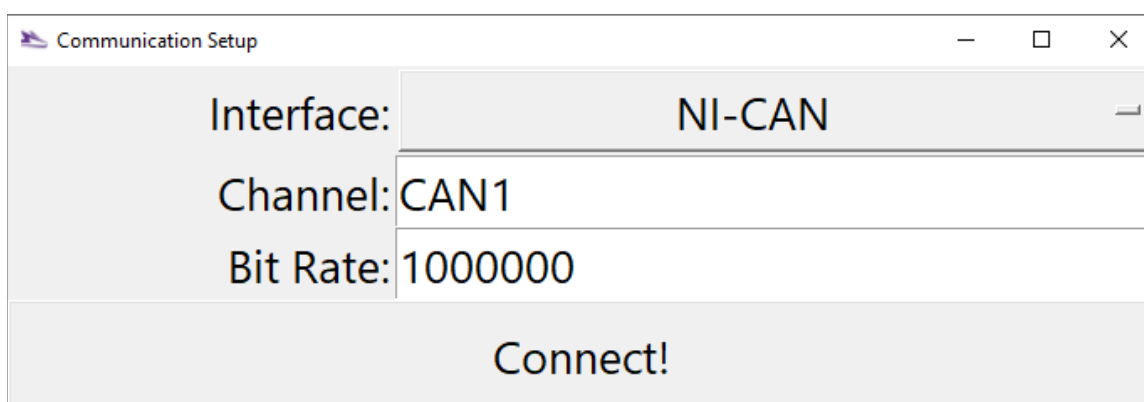 Communication Setup
Interface: NI-CAN
Channel: CAN1
Bit Rate: 1000000
Connect!